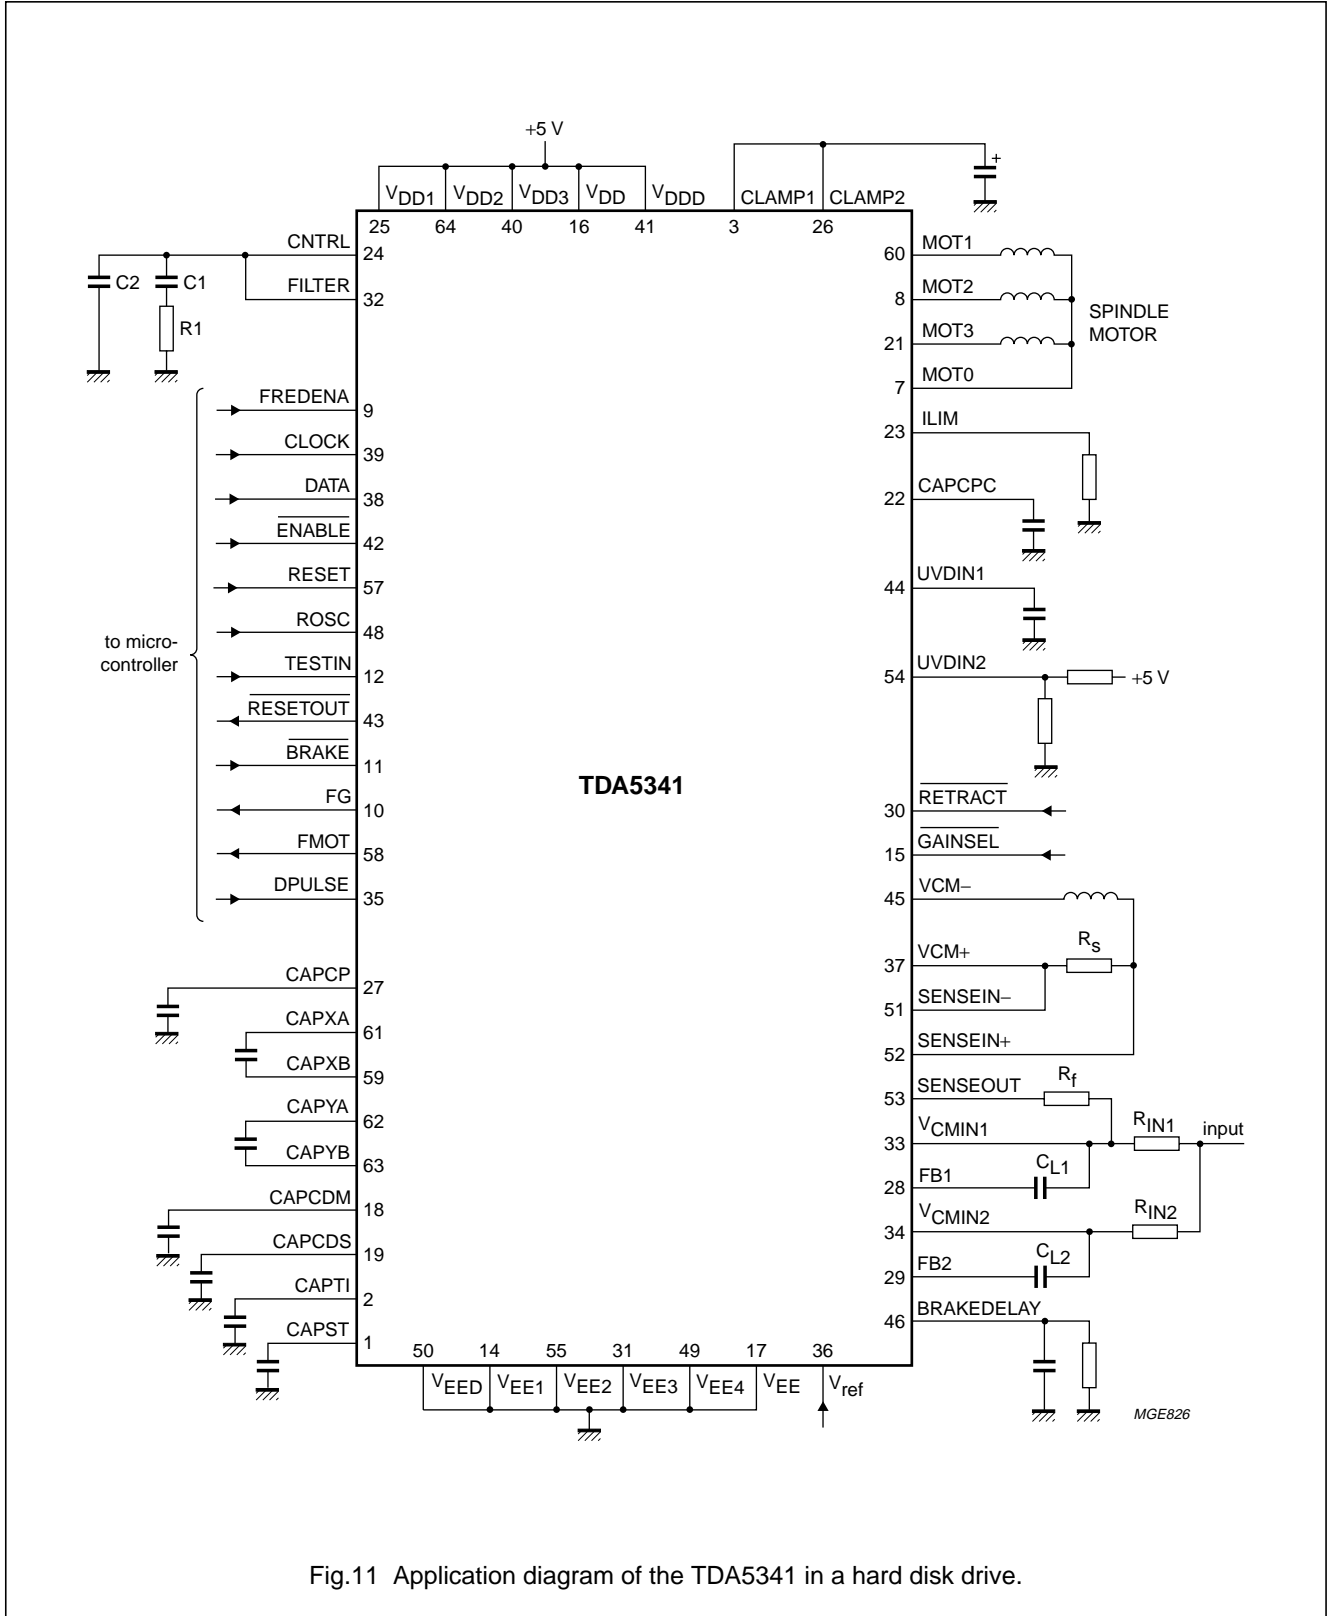 +5 V
VDD1 VDD2 VDD3 VDD VDDD CLAMP1 CLAMP2
25 64 40 16 41 3 26
+
CNTRL
24
C2 C1
FILTER
32
R1
FREDENA
9
CLOCK
39
DATA
38
ENABLE
42
RESET
57
ROSC
48
to micro-
controller
TESTIN
12
RESETOUT
43
BRAKE
11
FG
10
FMOT
58
DPULSE
35
CAPCP
27
CAPXA
61
CAPXB
59
CAPYA
62
CAPYB
63
CAPCDM
18
CAPCDS
19
CAPTI
2
CAPST
1
TDA5341
60 MOT1
8 MOT2
SPINDLE
MOTOR
21 MOT3
7 MOT0
23 ILIM
22 CAPCPC
44 UVDIN1
54 UVDIN2
+5 V
30 RETRACT
15 GAINSEL
45 VCM−
Rs
37 VCM+
51 SENSEIN−
52 SENSEIN+
53 SENSEOUT
Rf
33 VCMIN1
RIN1 input
28 FB1
CL1
34 VCMIN2
RIN2
29 FB2
CL2
46 BRAKEDELAY
50 14 55 31 49 17 36
VEED VEE1 VEE2 VEE3 VEE4 VEE Vref
MGE826
Fig.11 Application diagram of the TDA5341 in a hard disk drive.